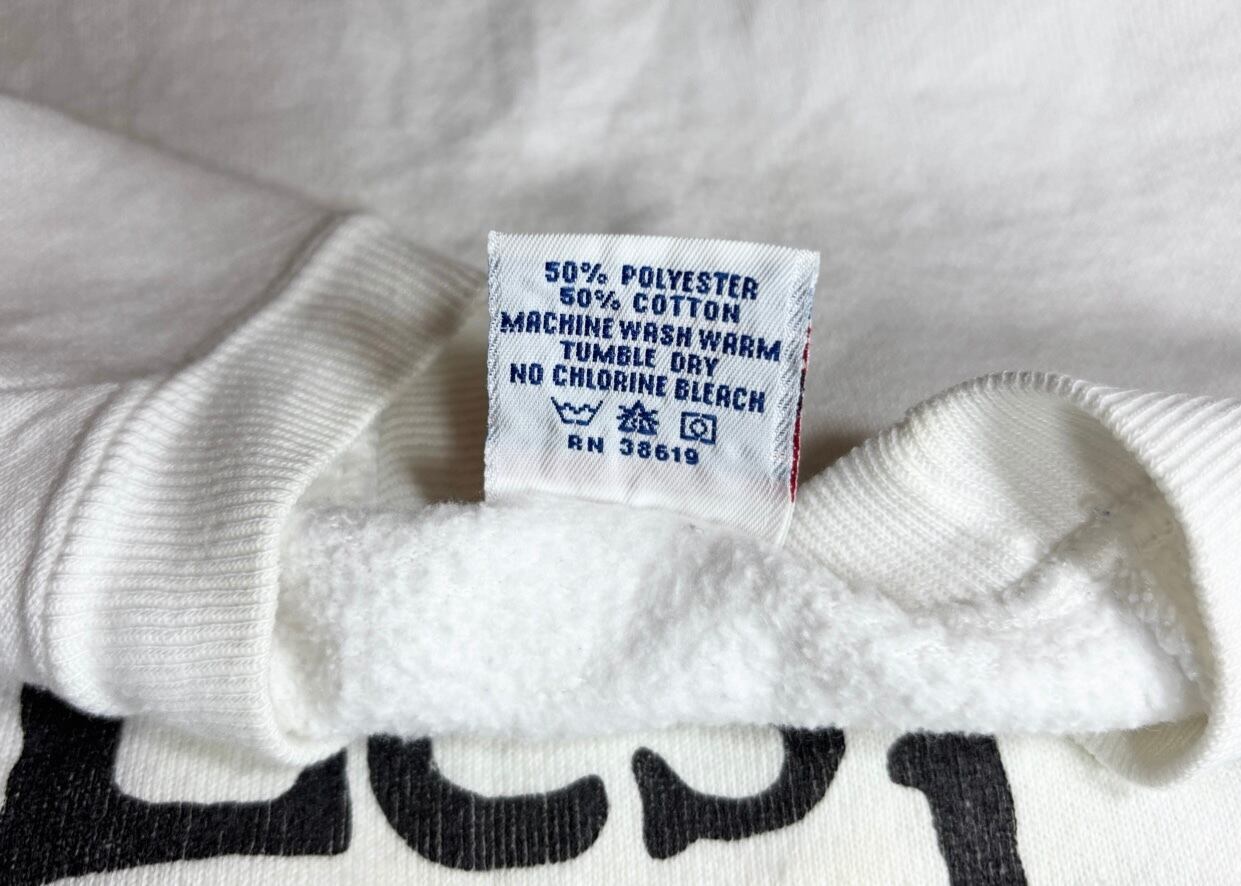 50% POLYESTER
50% COTTON
MACHINE WASH WARM
TUMBLE DRY
NO CHLORINE BLEACH
RN 38619